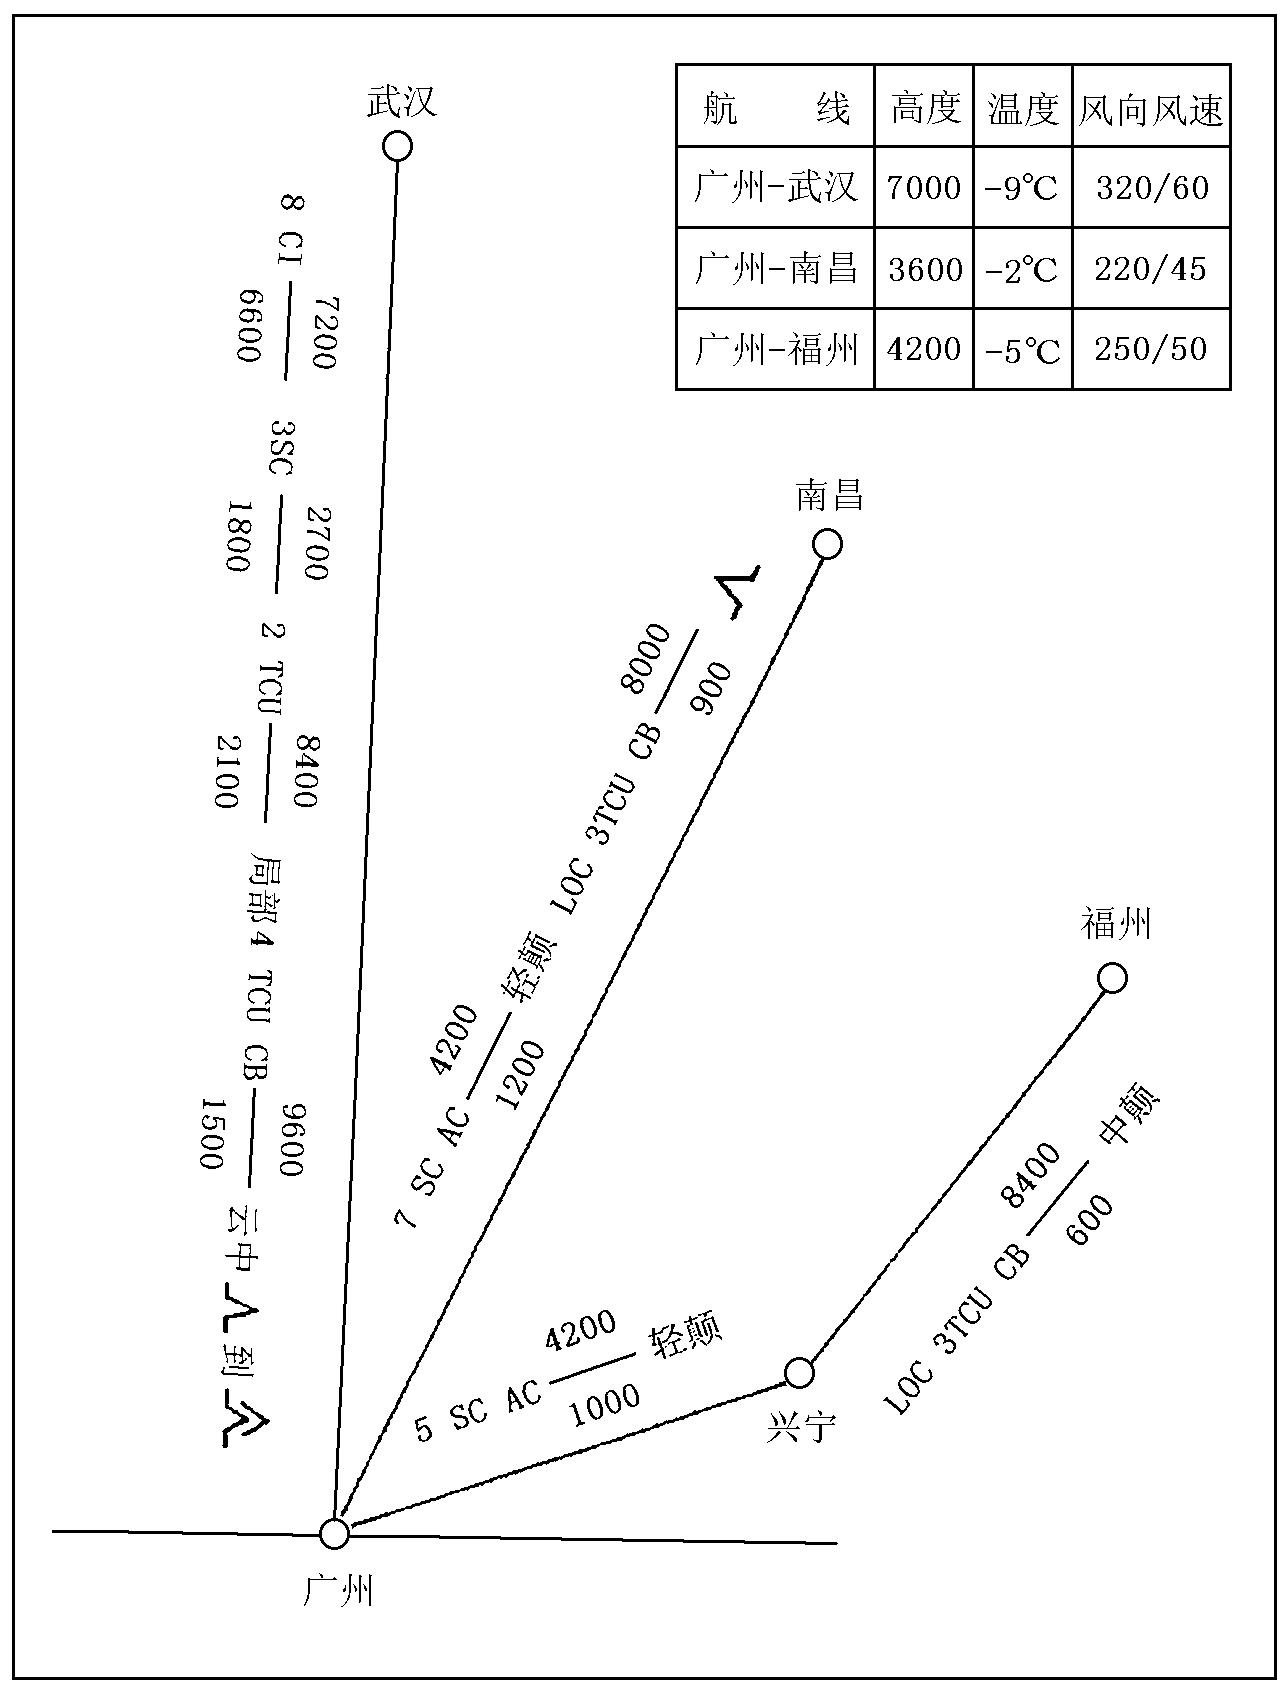 武汉
航 线 高度 温度 风向风速
广州-武汉 7000 -9℃ 320/60
广州-南昌 3600 -2℃ 220/45
广州-福州 4200 -5℃ 250/50
8 CI 7200 6600
3SC 2700 1800
2 TCU 8400 2100
局部4 TCU CB 9600 1500 云中 到
南昌
7 SC AC 4200 1200 轻颠 LOC 3TCU CB 8000 900
福州
5 SC AC 4200 1000 轻颠
兴宁
LOC 3TCU CB 8400 600 中颠
广州